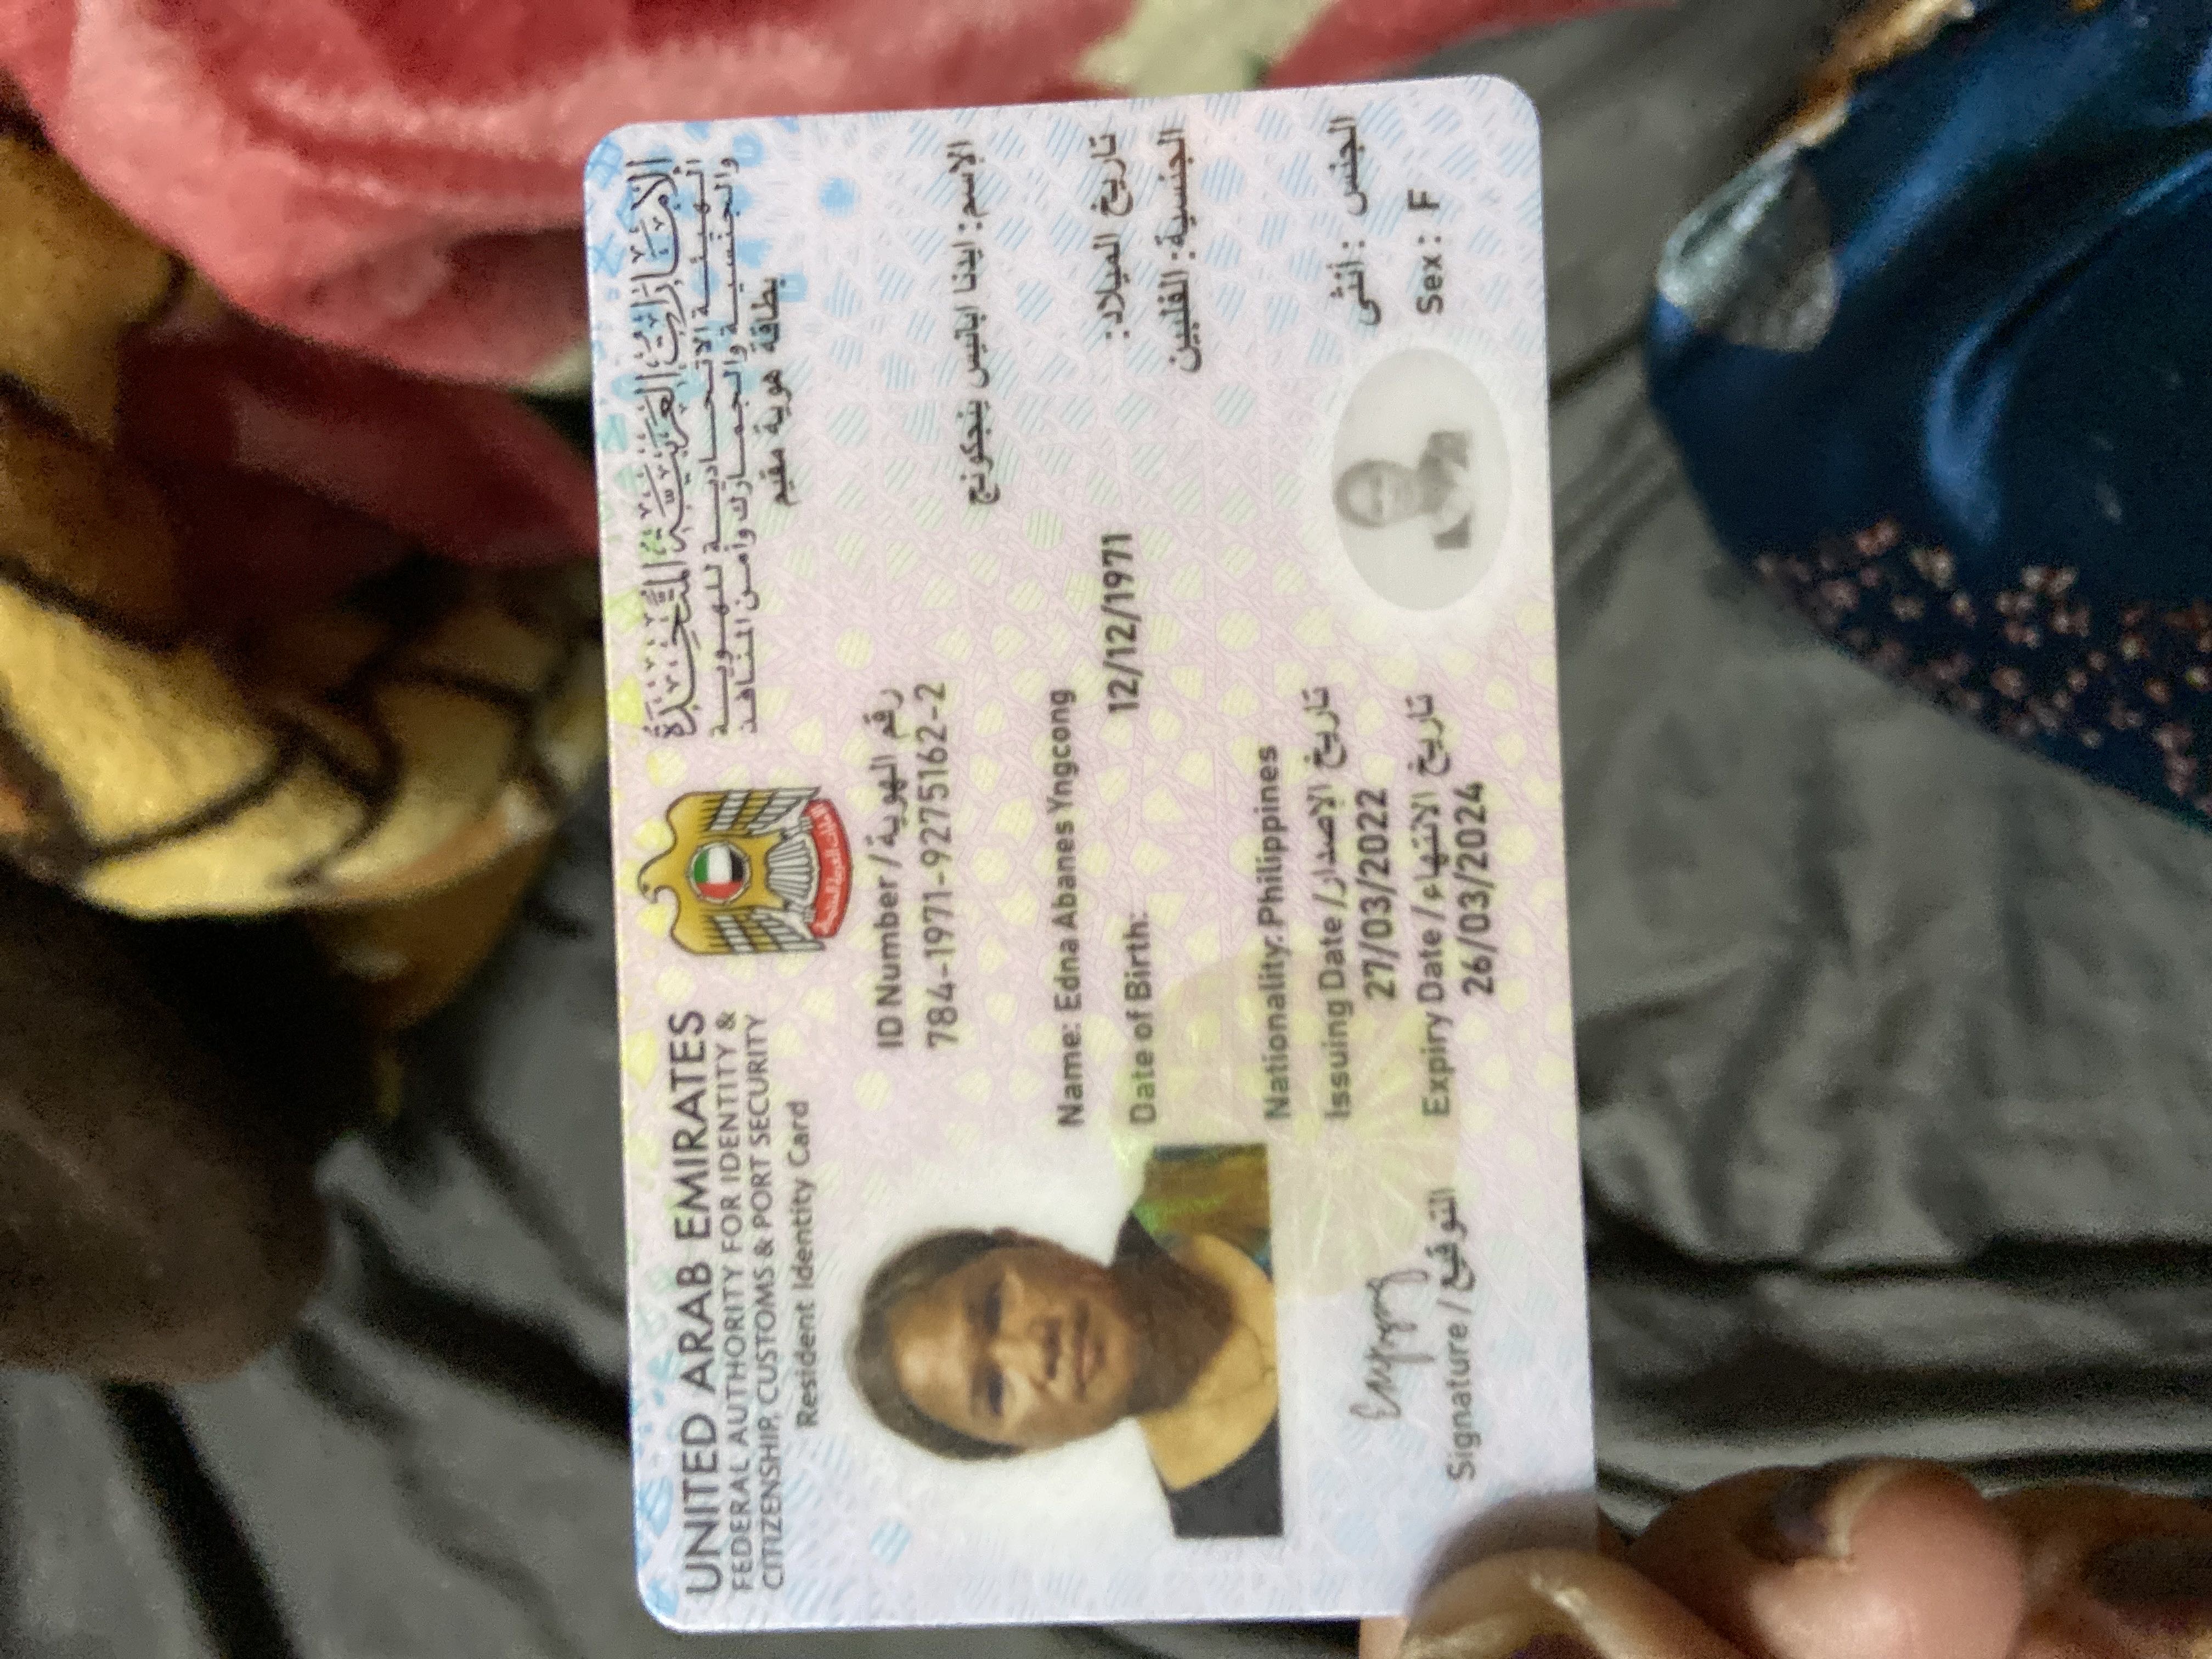 UNITED ARAB EMIRATES
FEDERAL AUTHORITY FOR IDENTITY &
CITIZENSHIP, CUSTOMS & PORT SECURITY
Resident Identity Card
الإمارات العربية المتحدة
الهيئة الاتحادية للهوية
والجنسية والجمارك وأمن المنافذ
بطاقة هوية مقيم
الإمارات العربية المتحدة
ID Number / رقم الهوية
784-1971-9275162-2
الإسم: ايدنا ابانيس ينجكونج
Name: Edna Abanes Yngcong
Date of Birth: 12/12/1971 تاريخ الميلاد:
الجنسية: الفلبين
Nationality: Philippines
Issuing Date / تاريخ الإصدار
27/03/2022
Expiry Date / تاريخ الانتهاء
26/03/2024
الجنس : أنثى
Sex: F
Signature / التوقيع